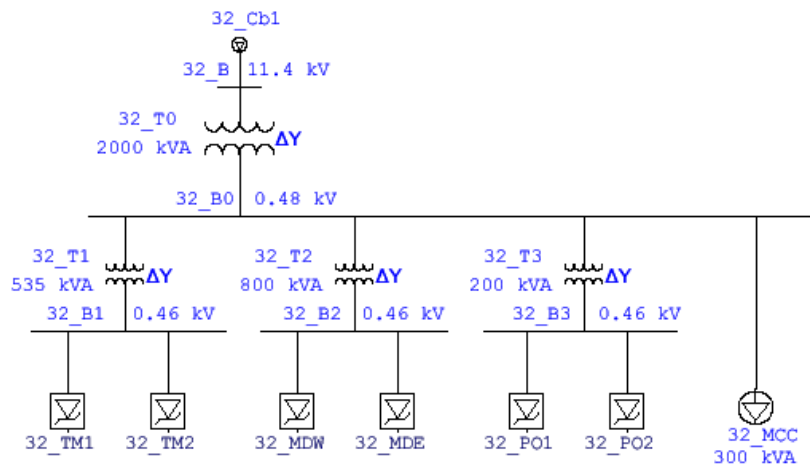 32_Cb1
32_B 11.4 kV
32_T0
2000 kVA
ΔY
32_B0 0.48 kV
32_T1
535 kVA
ΔY
32_T2
800 kVA
ΔY
32_T3
200 kVA
ΔY
32_B1 0.46 kV
32_B2 0.46 kV
32_B3 0.46 kV
32_TM1
32_TM2
32_MDW
32_MDE
32_PO1
32_PO2
32_MCC
300 kVA